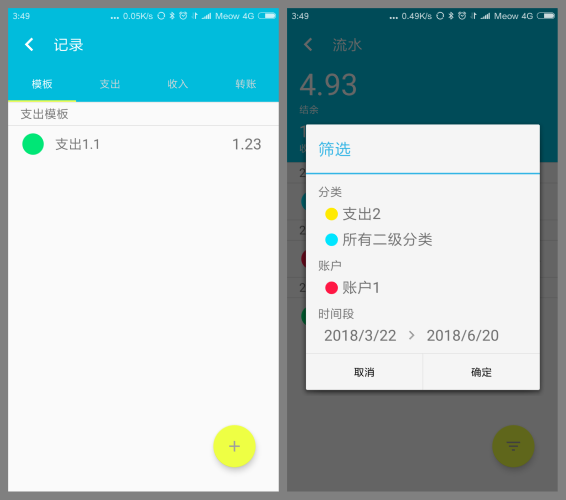 3:49 ... 0.05K/s Meow 4G
记录
模板 支出 收入 转账
支出模板
支出1.1 1.23
3:49 ... 0.49K/s Meow 4G
流水
4.93
结余
筛选
分类
支出2
所有二级分类
账户
账户1
时间段
2018/3/22 > 2018/6/20
取消 确定